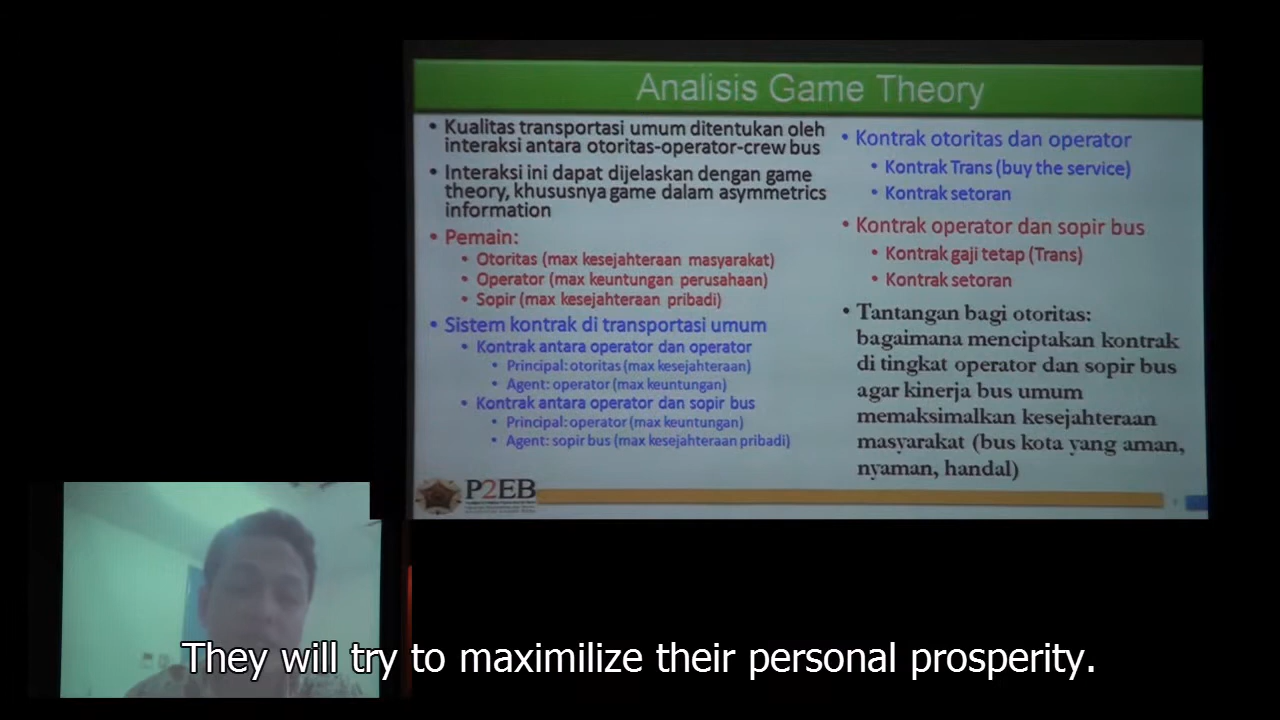 Analisis Game Theory
• Kualitas transportasi umum ditentukan oleh
interaksi antara otoritas-operator-crew bus
• Interaksi ini dapat dijelaskan dengan game
theory, khususnya game dalam asymmetrics
information
• Pemain:
• Otoritas (max kesejahteraan masyarakat)
• Operator (max keuntungan perusahaan)
• Sopir (max kesejahteraan pribadi)
• Sistem kontrak di transportasi umum
• Kontrak antara operator dan operator
• Principal: otoritas (max kesejahteraan)
• Agent: operator (max keuntungan)
• Kontrak antara operator dan sopir bus
• Principal: operator (max keuntungan)
• Agent: sopir bus (max kesejahteraan pribadi)
• Kontrak otoritas dan operator
• Kontrak Trans (buy the service)
• Kontrak setoran
• Kontrak operator dan sopir bus
• Kontrak gaji tetap (Trans)
• Kontrak setoran
• Tantangan bagi otoritas:
bagaimana menciptakan kontrak
di tingkat operator dan sopir bus
agar kinerja bus umum
memaksimalkan kesejahteraan
masyarakat (bus kota yang aman,
nyaman, handal)
P2EB
They will try to maximilize their personal prosperity.